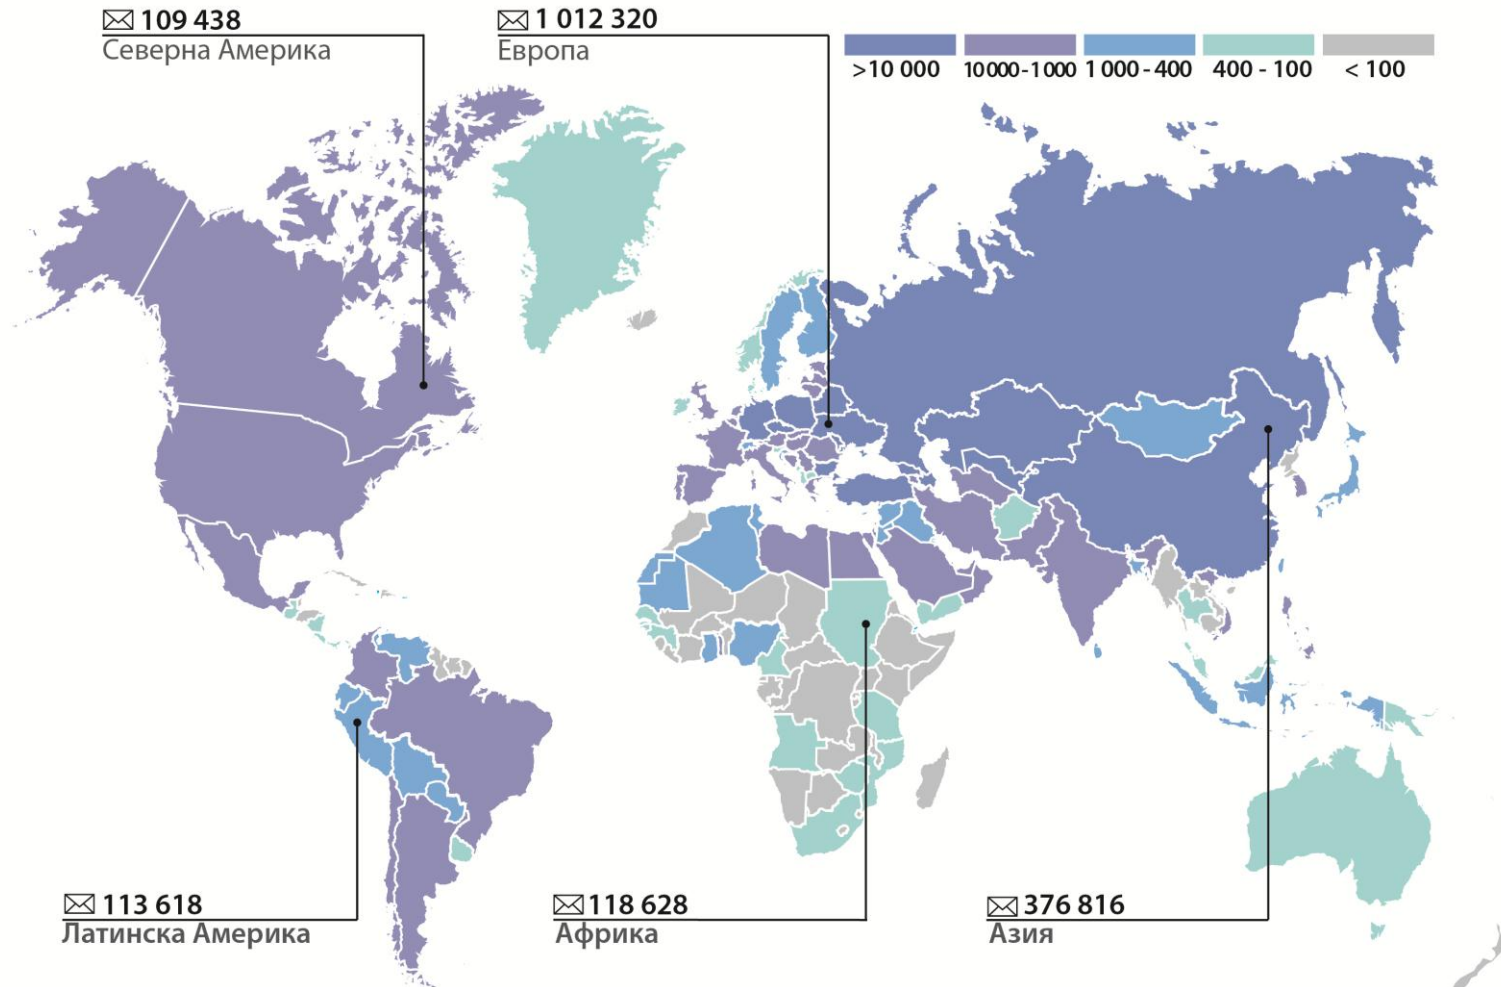 109 438
Северна Америка
1 012 320
Европа
>10 000
10000-1000
1 000-400
400 - 100
< 100
113 618
Латинска Америка
118 628
Африка
376 816
Азия